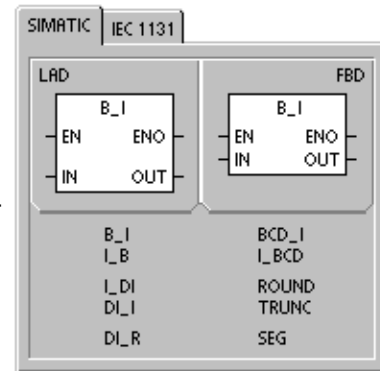 SIMATIC IEC 1131
LAD FBD
B_I B_I
EN ENO EN ENO
IN OUT IN OUT
B_I BCD_I
I_B I_BCD
I_DI ROUND
DI_I TRUNC
DI_R SEG